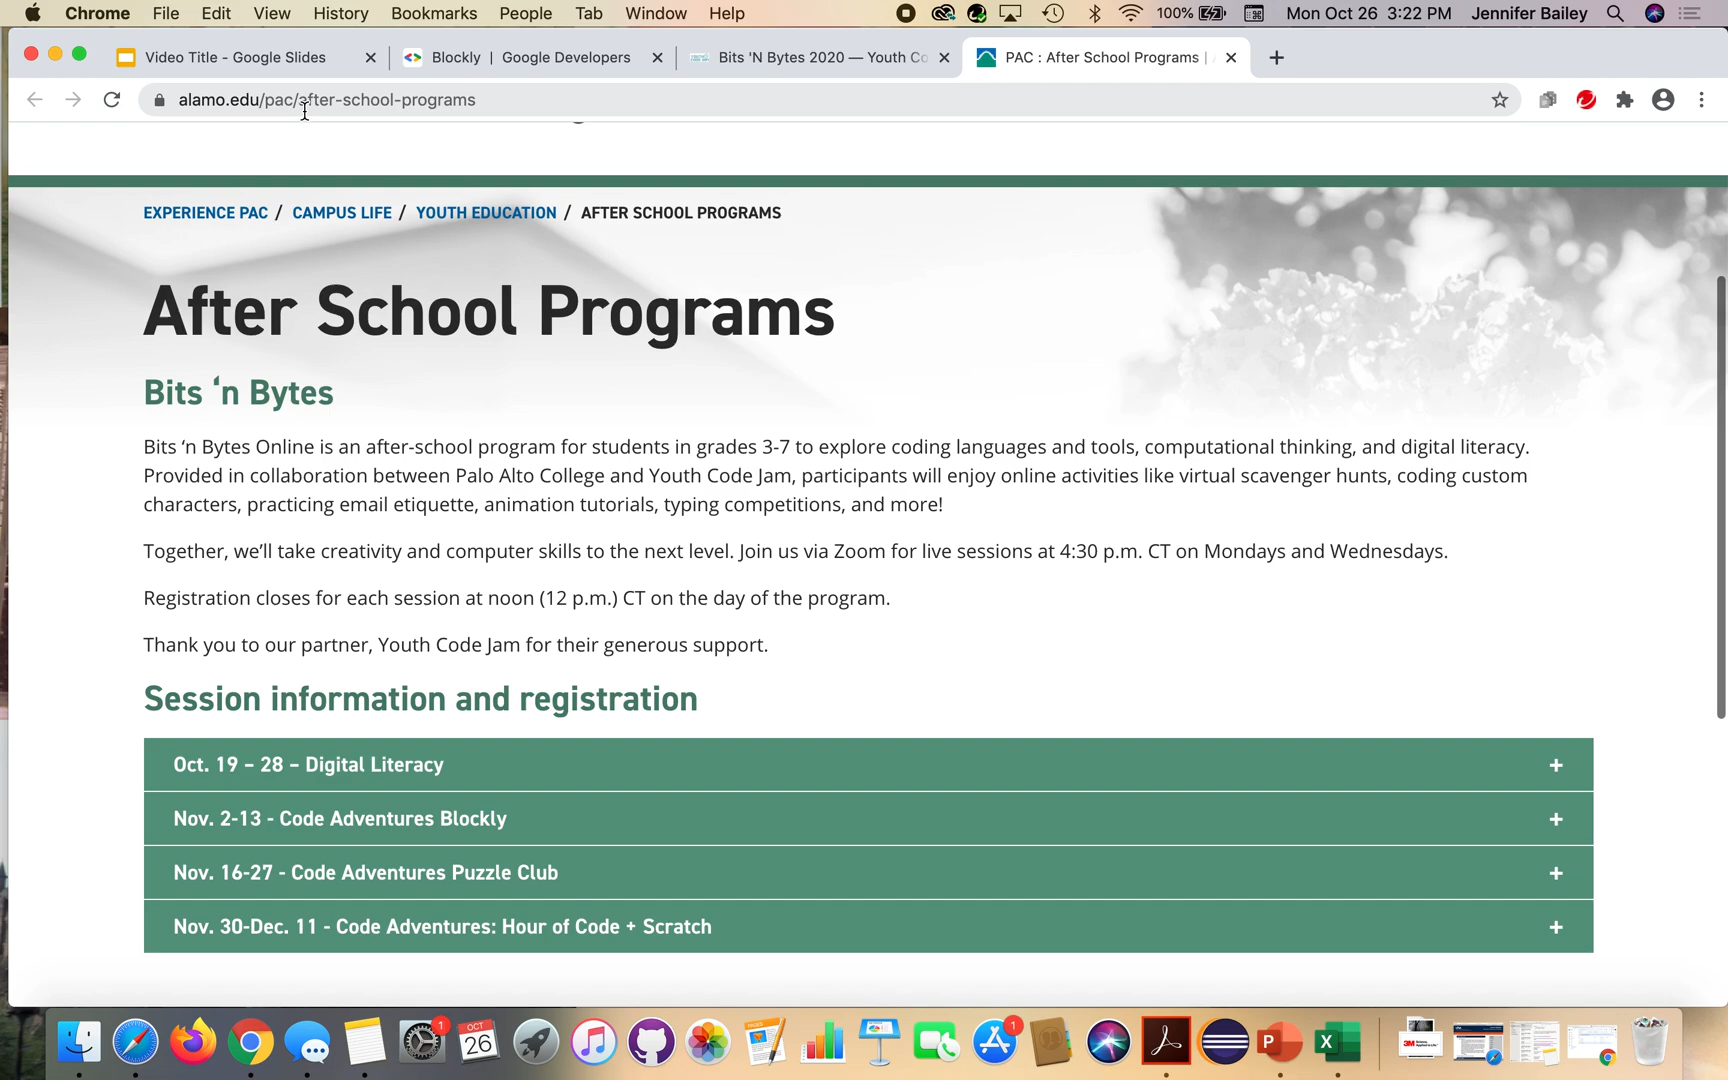 Chrome File Edit View History Bookmarks People Tab Window Help 100% Mon Oct 26 3:22 PM Jennifer Bailey
Video Title - Google Slides Blockly | Google Developers Bits 'N Bytes 2020 — Youth Co PAC : After School Programs |
alamo.edu/pac/after-school-programs
EXPERIENCE PAC / CAMPUS LIFE / YOUTH EDUCATION / AFTER SCHOOL PROGRAMS
After School Programs
Bits ‘n Bytes
Bits ‘n Bytes Online is an after-school program for students in grades 3-7 to explore coding languages and tools, computational thinking, and digital literacy.
Provided in collaboration between Palo Alto College and Youth Code Jam, participants will enjoy online activities like virtual scavenger hunts, coding custom
characters, practicing email etiquette, animation tutorials, typing competitions, and more!
Together, we’ll take creativity and computer skills to the next level. Join us via Zoom for live sessions at 4:30 p.m. CT on Mondays and Wednesdays.
Registration closes for each session at noon (12 p.m.) CT on the day of the program.
Thank you to our partner, Youth Code Jam for their generous support.
Session information and registration
Oct. 19 – 28 – Digital Literacy +
Nov. 2-13 - Code Adventures Blockly +
Nov. 16-27 - Code Adventures Puzzle Club +
Nov. 30-Dec. 11 - Code Adventures: Hour of Code + Scratch +
1 OCT 26 1 P X 3M